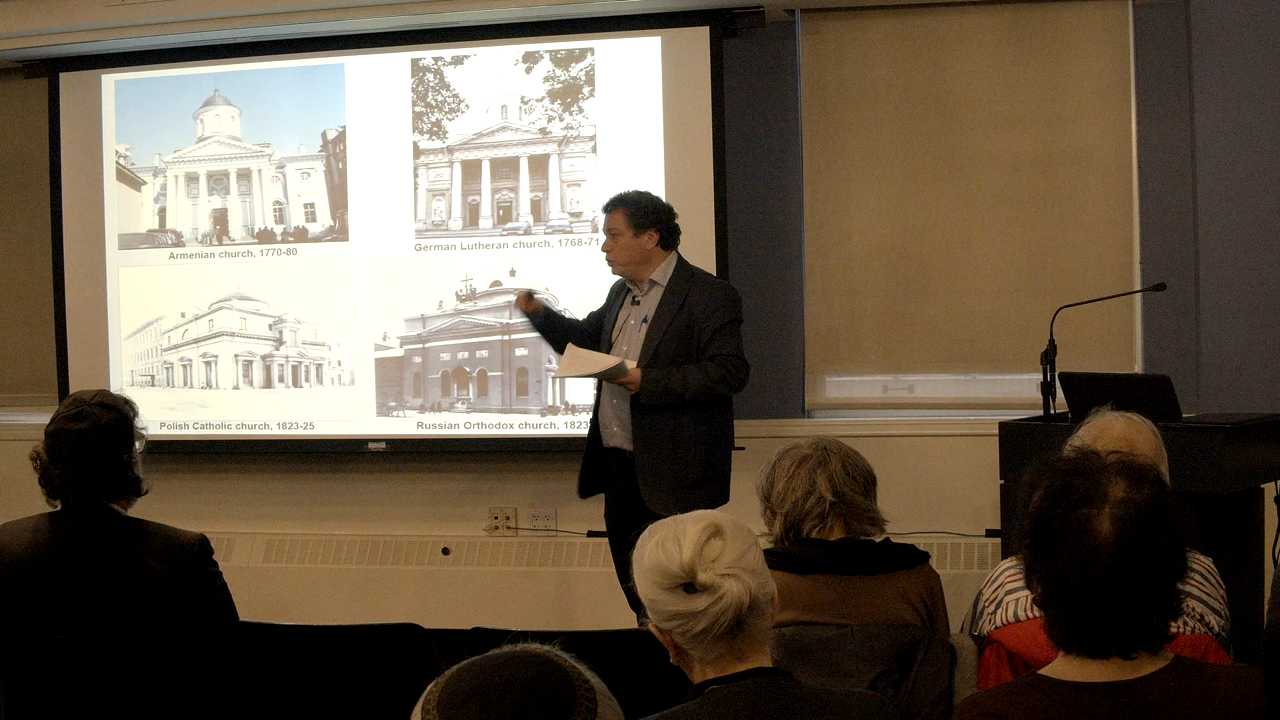 Armenian church, 1770-80
German Lutheran church, 1768-71
Polish Catholic church, 1823-25
Russian Orthodox church, 1823